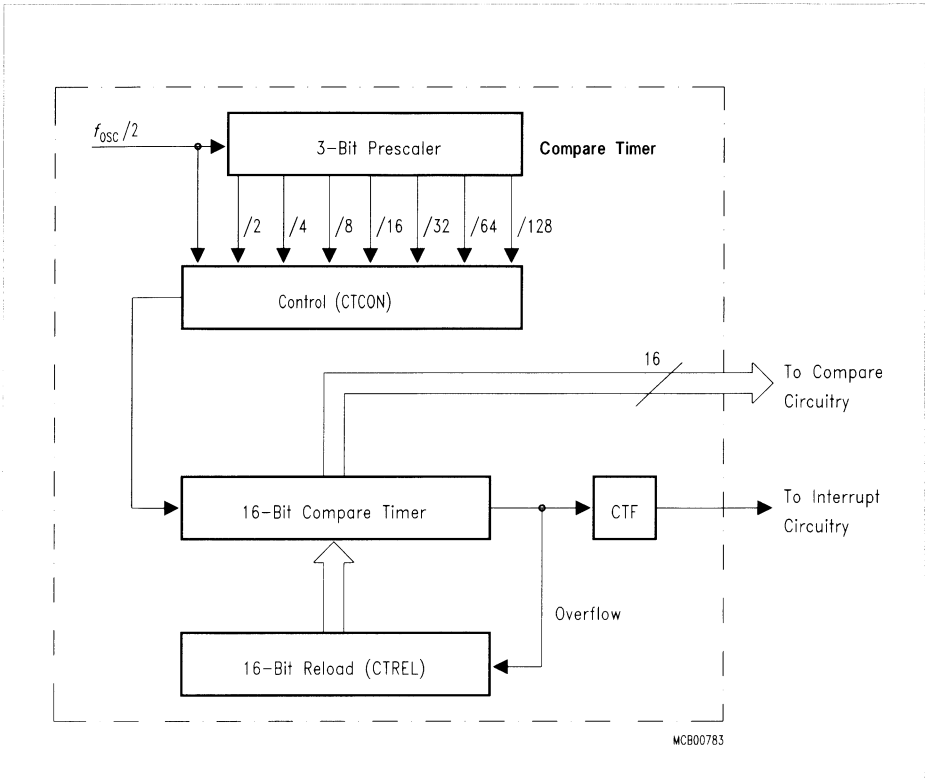 fOSC/2
3-Bit Prescaler
Compare Timer
/2 /4 /8 /16 /32 /64 /128
Control (CTCON)
16
To Compare
Circuitry
16-Bit Compare Timer
CTF
To Interrupt
Circuitry
Overflow
16-Bit Reload (CTREL)
MCB00783